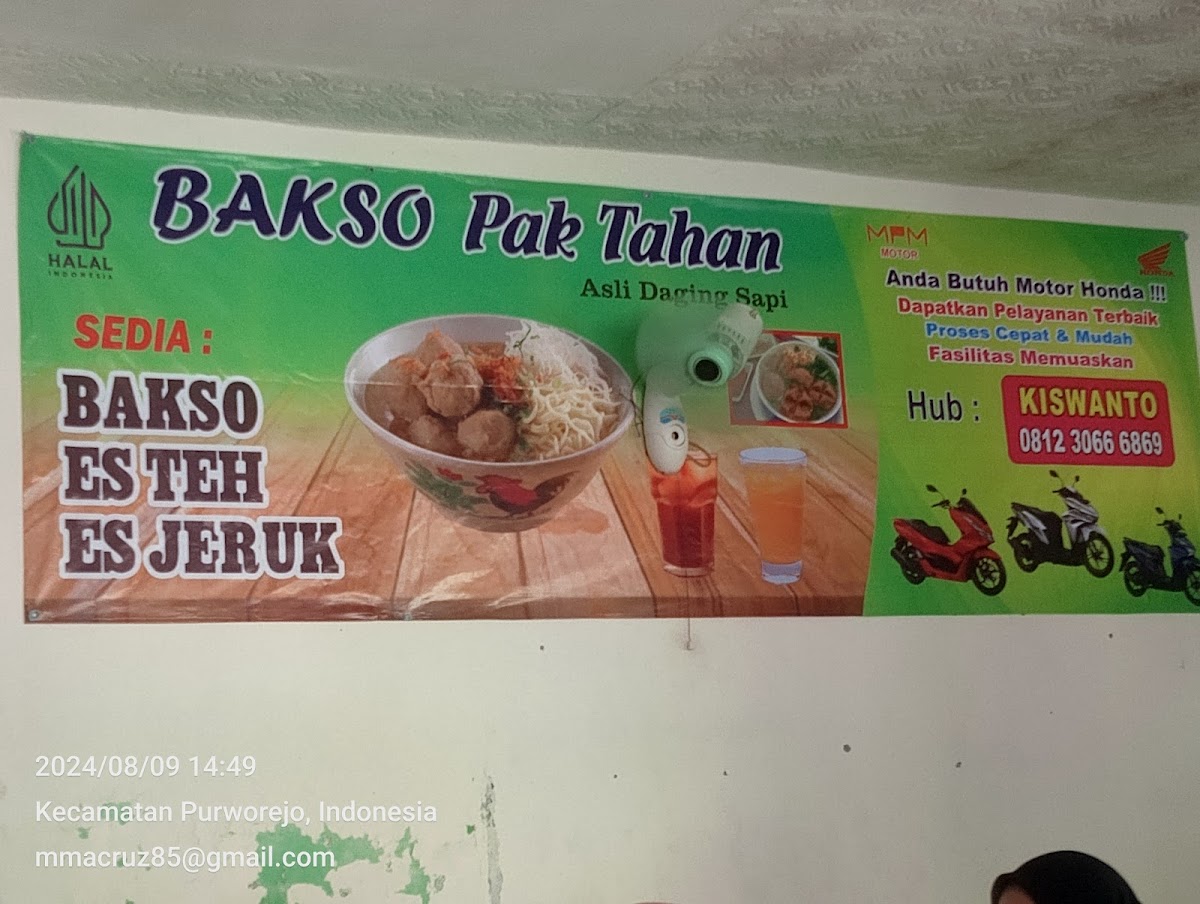 HALAL
INDONESIA
BAKSO Pak Tahan
Asli Daging Sapi
SEDIA :
BAKSO
ES TEH
ES JERUK
MPM
MOTOR
HONDA
Anda Butuh Motor Honda !!!
Dapatkan Pelayanan Terbaik
Proses Cepat & Mudah
Fasilitas Memuaskan
Hub :
KISWANTO
0812 3066 6869
2024/08/09 14:49
Kecamatan Purworejo, Indonesia
mmacruz85@gmail.com